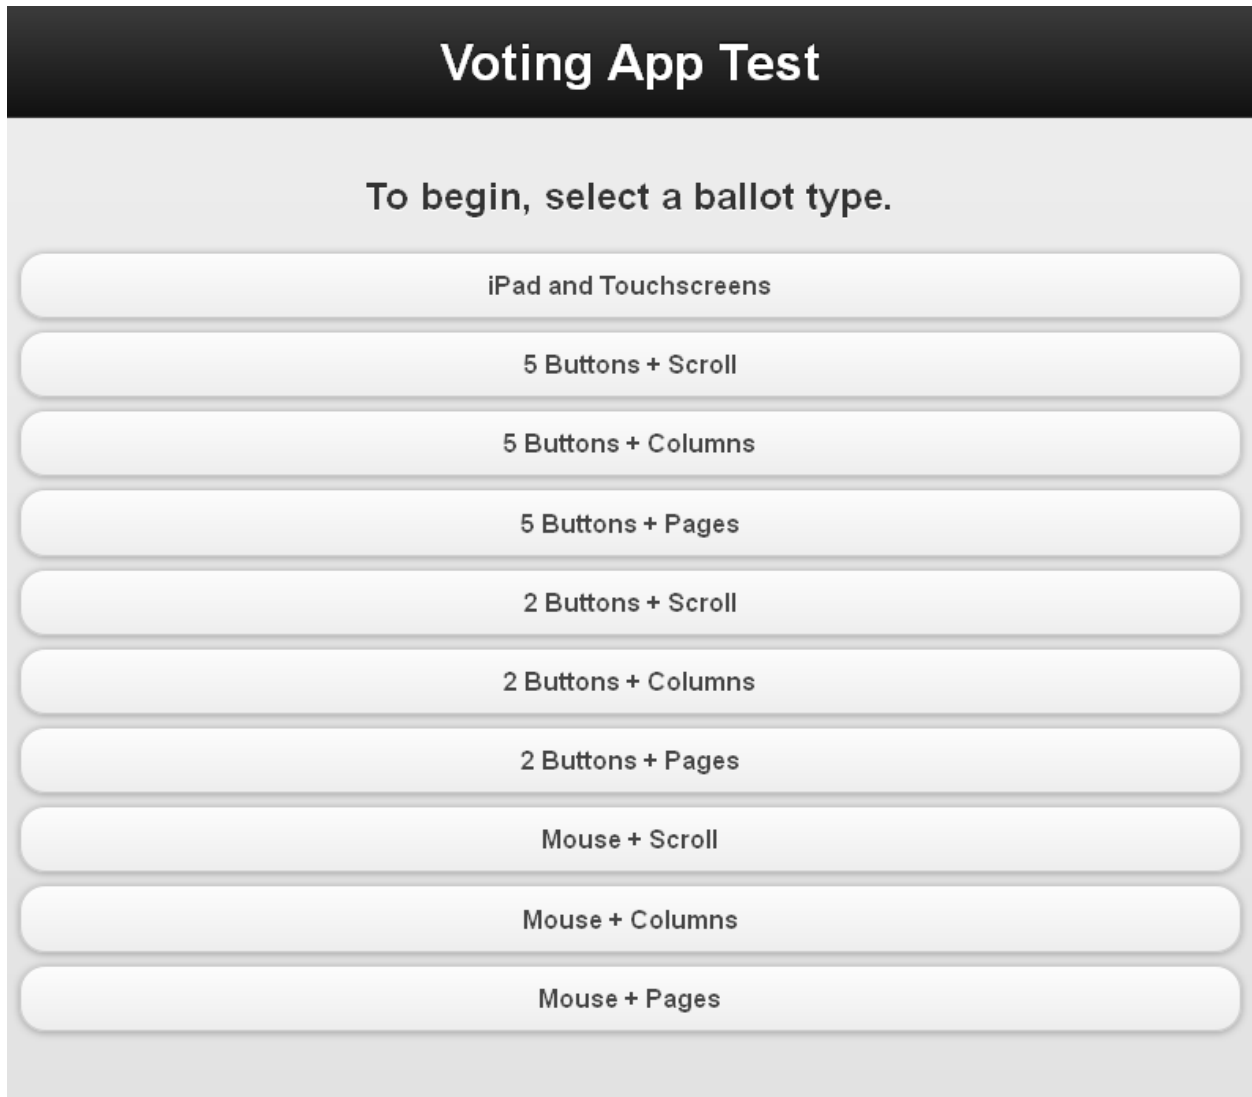 Voting App Test
To begin, select a ballot type.
iPad and Touchscreens
5 Buttons + Scroll
5 Buttons + Columns
5 Buttons + Pages
2 Buttons + Scroll
2 Buttons + Columns
2 Buttons + Pages
Mouse + Scroll
Mouse + Columns
Mouse + Pages